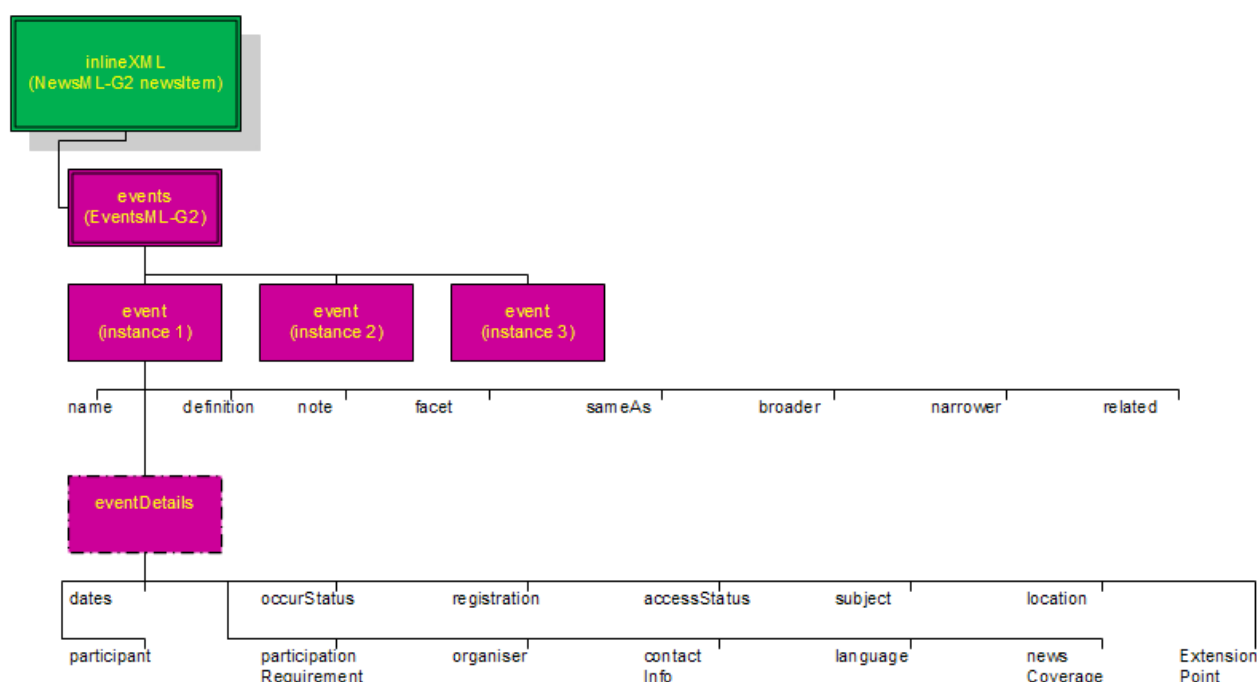 inlineXML
(NewsML-G2 newsItem)
events
(EventsML-G2)
event
(instance 1)
event
(instance 2)
event
(instance 3)
name definition note facet sameAs broader narrower related
eventDetails
dates occurStatus registration accessStatus subject location
participant participation
Requirement organiser contact
Info language news
Coverage Extension
Point